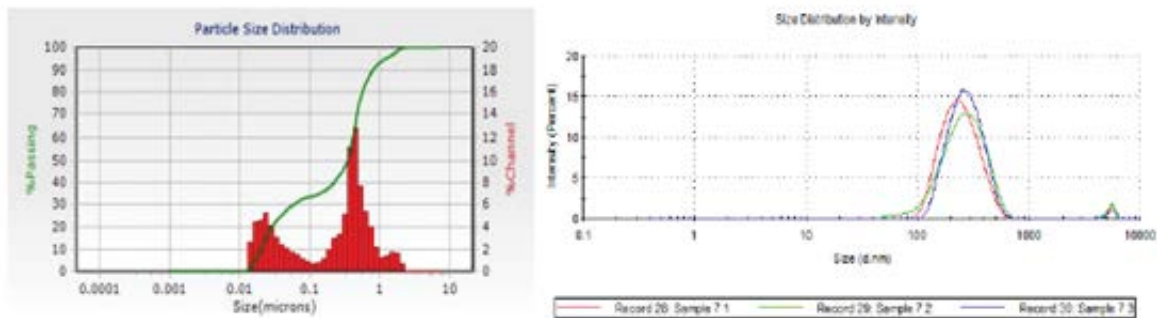 Particle Size Distribution
%Passing
100
90
80
70
60
50
40
30
20
10
0
20
18
16
14
12
10
8
6
4
2
0
%Channel
0.0001 0.001 0.01 0.1 1 10
Size(microns)
Size Distribution by Intensity
Intensity (Percent)
20
15
10
5
0
0.1 1 10 100 1000 10000
Size (d.nm)
Record 28: Sample 7 1 Record 29: Sample 7 2 Record 30: Sample 7 3